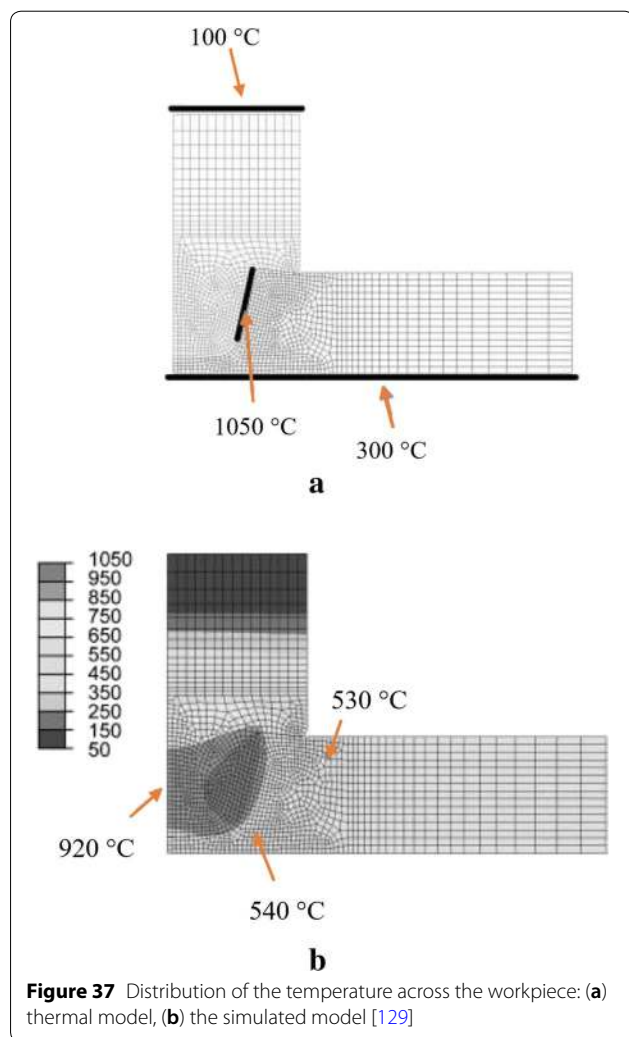 100 °C
1050 °C
300 °C
a
1050
950
850
750
650
550
450
350
250
150
50
530 °C
920 °C
540 °C
b
Figure 37 Distribution of the temperature across the workpiece: (a)
thermal model, (b) the simulated model [129]